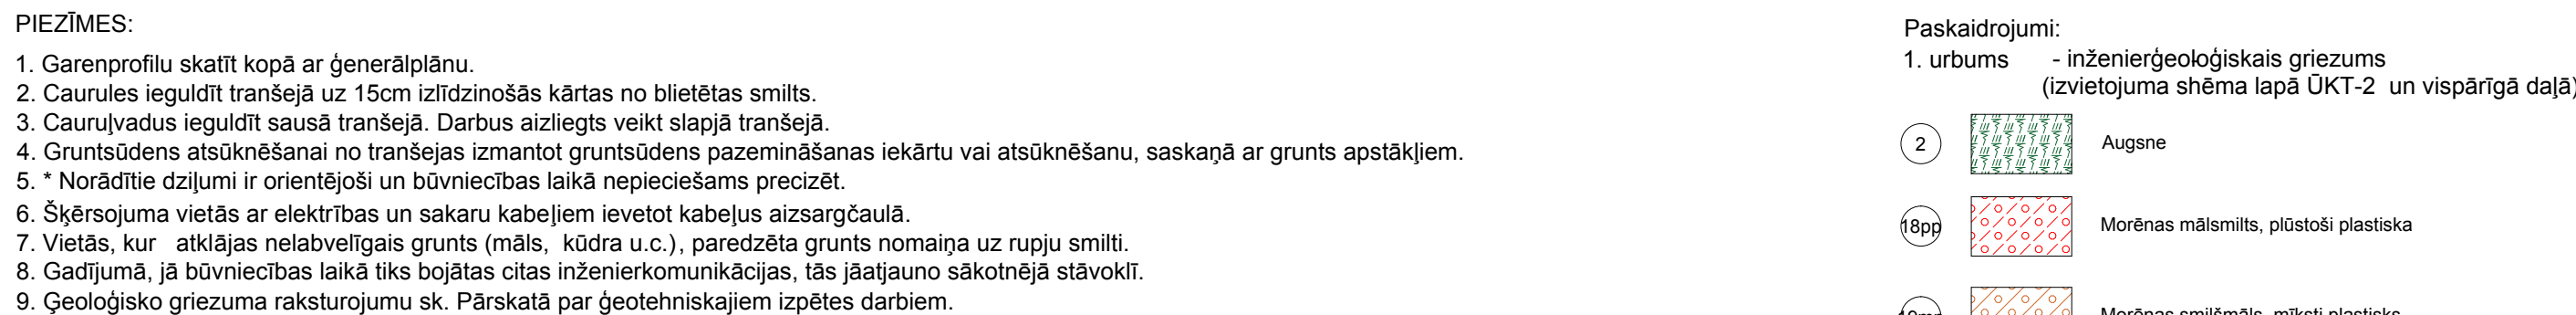 PIEZĪMES:
1. Garenprofilu skatīt kopā ar ģenerālplānu.
2. Caurules ieguldīt tranšejā uz 15cm izlīdzinošās kārtas no blietētas smilts.
3. Cauruļvadus ieguldīt sausā tranšejā. Darbus aizliegts veikt slapjā tranšejā.
4. Gruntsūdens atsūknēšanai no tranšejas izmantot gruntsūdens pazemināšanas iekārtu vai atsūknēšanu, saskaņā ar grunts apstākļiem.
5. * Norādītie dziļumi ir orientējoši un būvniecības laikā nepieciešams precizēt.
6. Šķērsojuma vietās ar elektrības un sakaru kabeļiem ievetot kabeļus aizsargčaulā.
7. Vietās, kur atklājas nelabvelīgais grunts (māls, kūdra u.c.), paredzēta grunts nomaiņa uz rupju smilti.
8. Gadījumā, jā būvniecības laikā tiks bojātas citas inženierkomunikācijas, tās jāatjauno sākotnējā stāvoklī.
9. Ģeoloģisko griezuma raksturojumu sk. Pārskatā par ģeotehniskajiem izpētes darbiem.
Paskaidrojumi:
1. urbums - inženierģeoloģiskais griezums
(izvietojuma shēma lapā ŪKT-2 un vispārīgā daļā)
2 Augsne
18pp Morēnas mālsmilts, plūstoši plastiska
Morēnas smilšmāls, mīksti plastisks